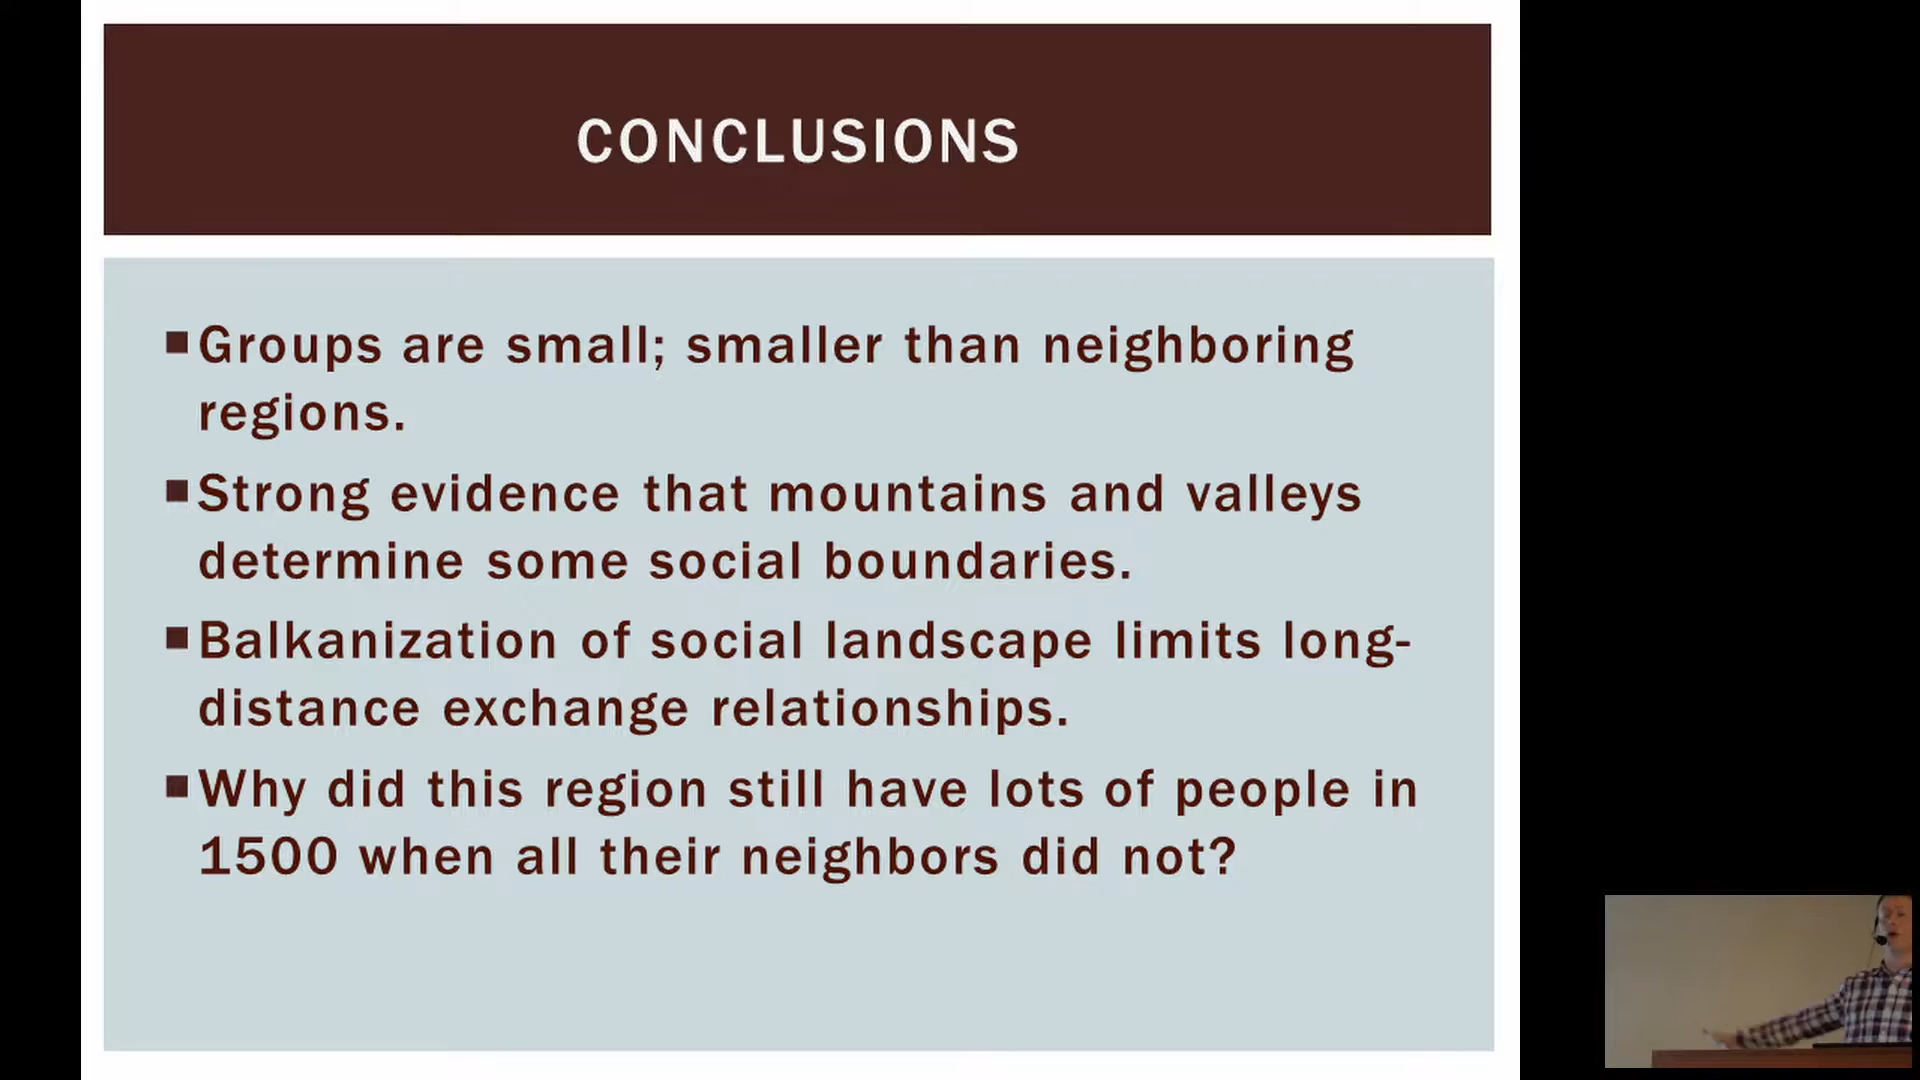 CONCLUSIONS
Groups are small; smaller than neighboring
regions.
Strong evidence that mountains and valleys
determine some social boundaries.
Balkanization of social landscape limits long-
distance exchange relationships.
Why did this region still have lots of people in
1500 when all their neighbors did not?